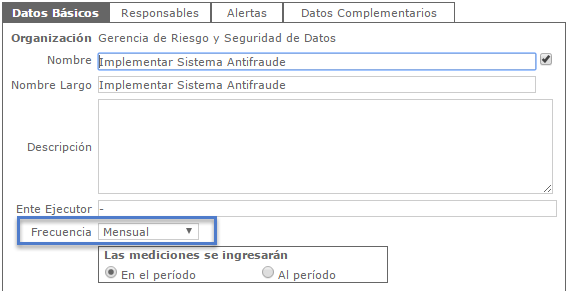 Datos Básicos Responsables Alertas Datos Complementarios
Organización Gerencia de Riesgo y Seguridad de Datos
Nombre Implementar Sistema Antifraude
Nombre Largo Implementar Sistema Antifraude
Descripción
Ente Ejecutor -
Frecuencia Mensual
Las mediciones se ingresarán
En el período Al período